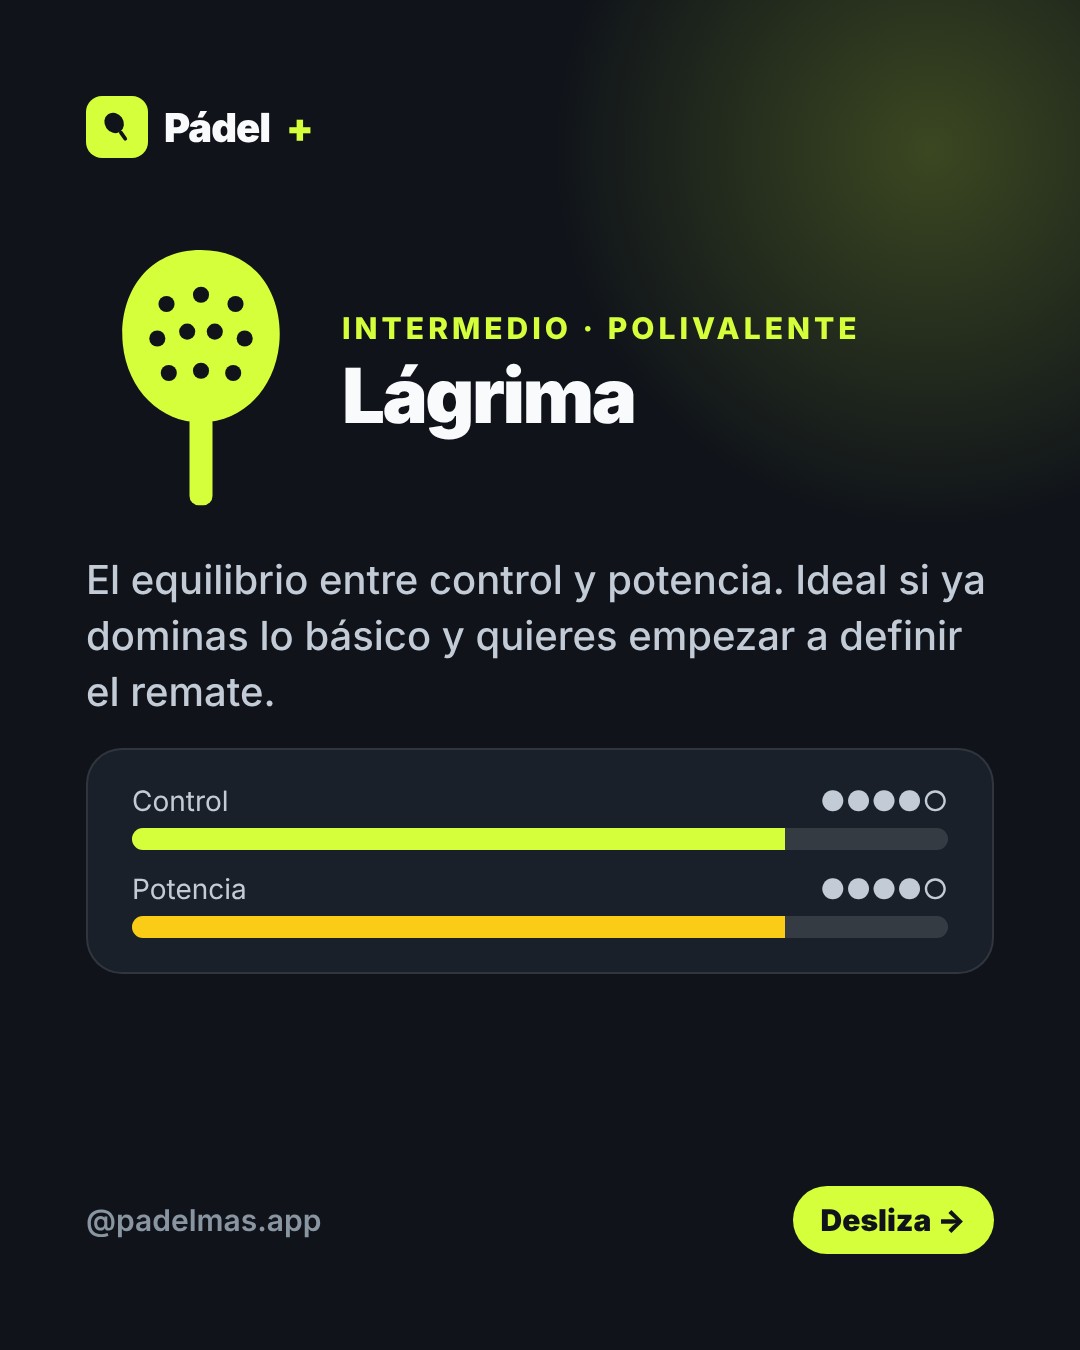 Pádel +
INTERMEDIO · POLIVALENTE
Lágrima
El equilibrio entre control y potencia. Ideal si ya
dominas lo básico y quieres empezar a definir
el remate.
Control ●●●●○
Potencia ●●●●○
@padelmas.app
Desliza →